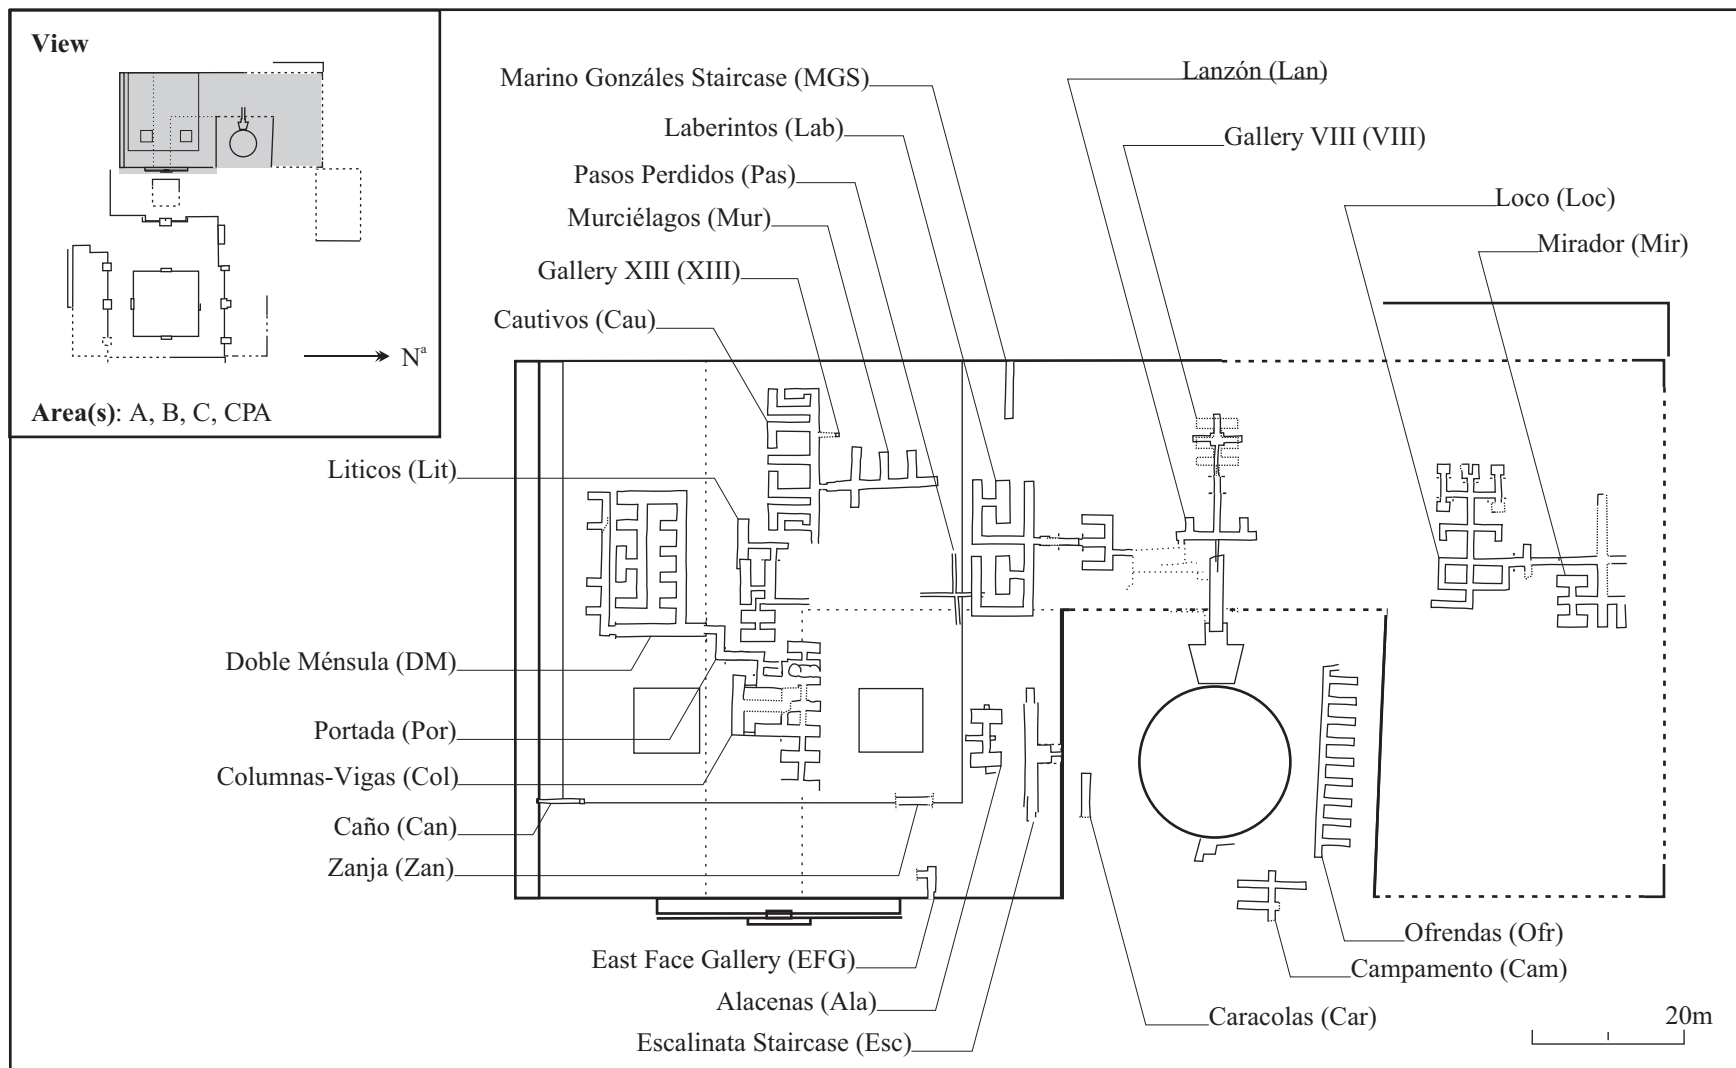 View
Nª
Area(s): A, B, C, CPA
Marino Gonzáles Staircase (MGS)
Lanzón (Lan)
Laberintos (Lab)
Gallery VIII (VIII)
Pasos Perdidos (Pas)
Loco (Loc)
Murciélagos (Mur)
Mirador (Mir)
Gallery XIII (XIII)
Cautivos (Cau)
Liticos (Lit)
Doble Ménsula (DM)
Portada (Por)
Columnas-Vigas (Col)
Caño (Can)
Zanja (Zan)
East Face Gallery (EFG)
Alacenas (Ala)
Escalinata Staircase (Esc)
Ofrendas (Ofr)
Campamento (Cam)
Caracolas (Car)
20m